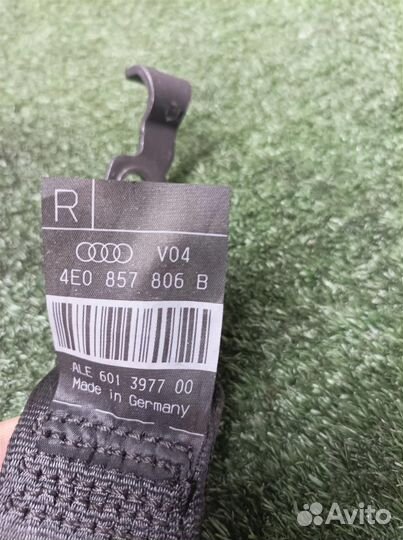 R
V04
4E0 857 806 B
ALE 601 3977 00
Made in Germany
Avito